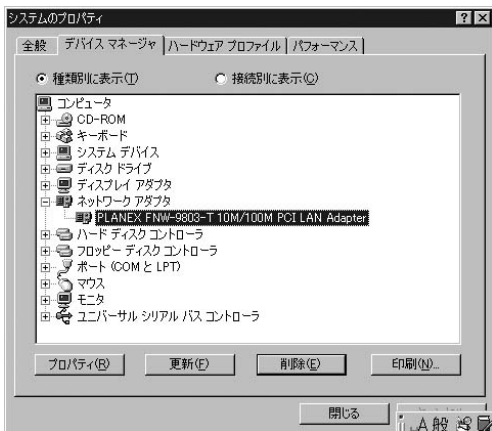 システムのプロパティ
全般 デバイス マネージャ ハードウェア プロファイル パフォーマンス
種類別に表示(T) 接続別に表示(C)
コンピュータ
CD-ROM
キーボード
システム デバイス
ディスク ドライブ
ディスプレイ アダプタ
ネットワーク アダプタ
PLANEX FNW-9803-T 10M/100M PCI LAN Adapter
ハード ディスク コントローラ
フロッピー ディスク コントローラ
ポート (COM と LPT)
マウス
モニタ
ユニバーサル シリアル バス コントローラ
プロパティ(R) 更新(F) 削除(E) 印刷(N)...
閉じる
A 般